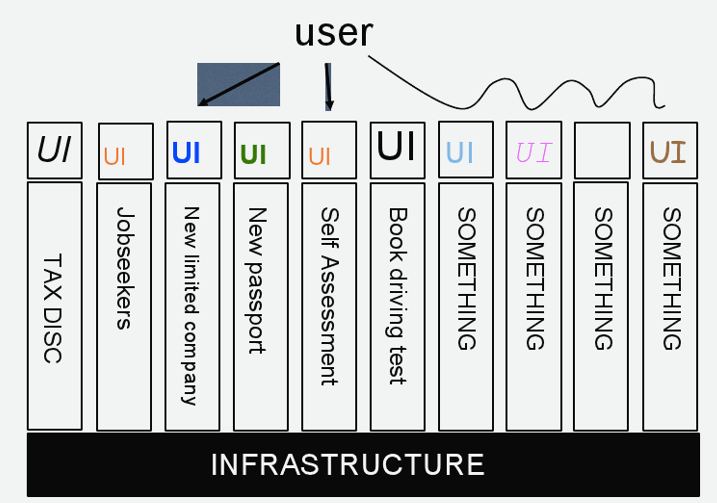 user
UI
UI
UI
UI
UI
UI
UI
UI
UI
TAX DISC
Jobseekers
New limited company
New passport
Self Assessment
Book driving test
SOMETHING
SOMETHING
SOMETHING
SOMETHING
INFRASTRUCTURE